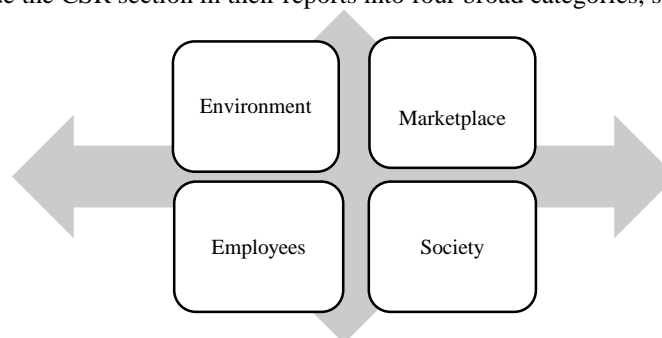 the CSR section in their reports into four broad categories, s
Environment
Marketplace
Employees
Society